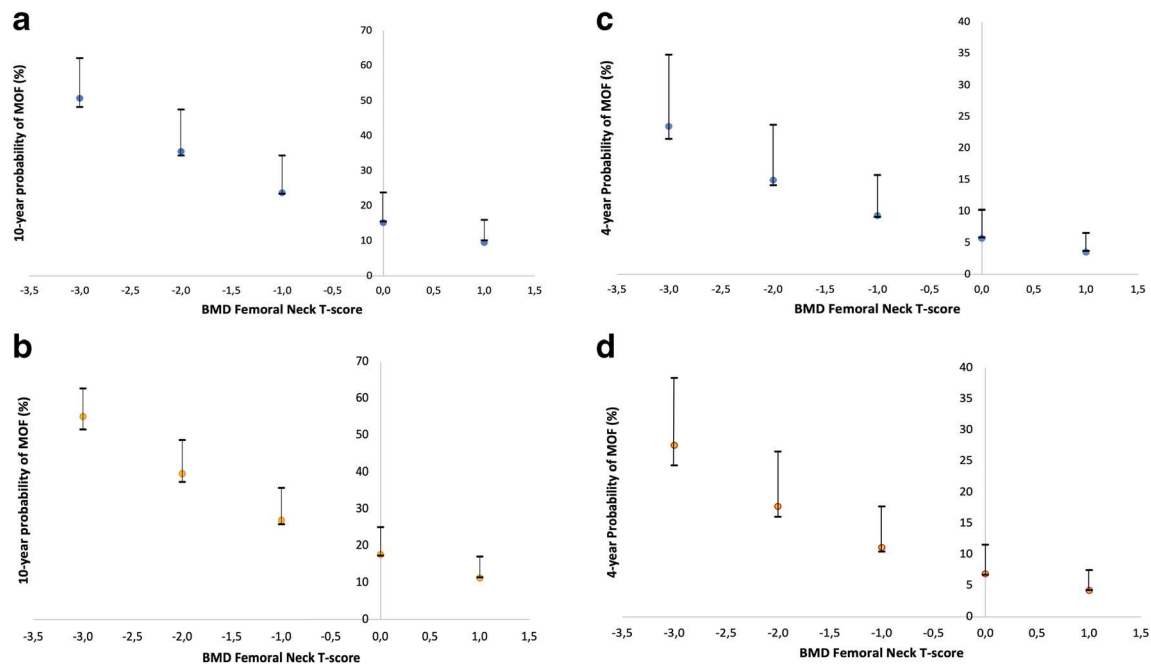 a
10-year probability of MOF (%)
70
60
50
40
30
20
10
0
-3,5 -3,0 -2,5 -2,0 -1,5 -1,0 -0,5 0,0 0,5 1,0 1,5
BMD Femoral Neck T-score
c
4-year Probability of MOF (%)
40
35
30
25
20
15
10
5
0
-3,5 -3,0 -2,5 -2,0 -1,5 -1,0 -0,5 0,0 0,5 1,0 1,5
BMD Femoral Neck T-score
b
10-year probability of MOF (%)
70
60
50
40
30
20
10
0
-3,5 -3,0 -2,5 -2,0 -1,5 -1,0 -0,5 0,0 0,5 1,0 1,5
BMD Femoral Neck T-score
d
4-year Probability of MOF (%)
40
35
30
25
20
15
10
5
0
-3,5 -3,0 -2,5 -2,0 -1,5 -1,0 -0,5 0,0 0,5 1,0 1,5
BMD Femoral Neck T-score